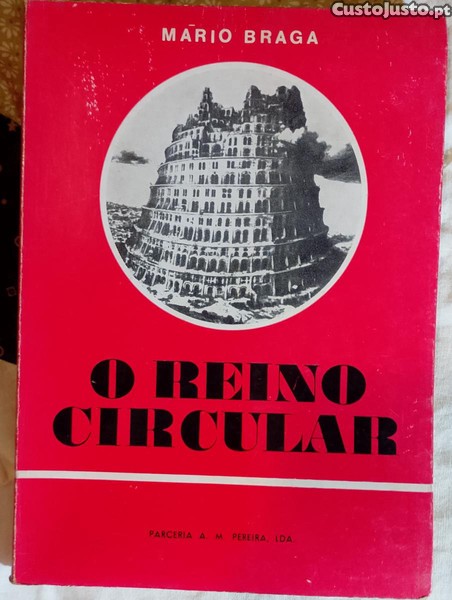 CustoJusto.pt
MÁRIO BRAGA
O REINO
CIRCULAR
PARCERIA A. M. PEREIRA, LDA.